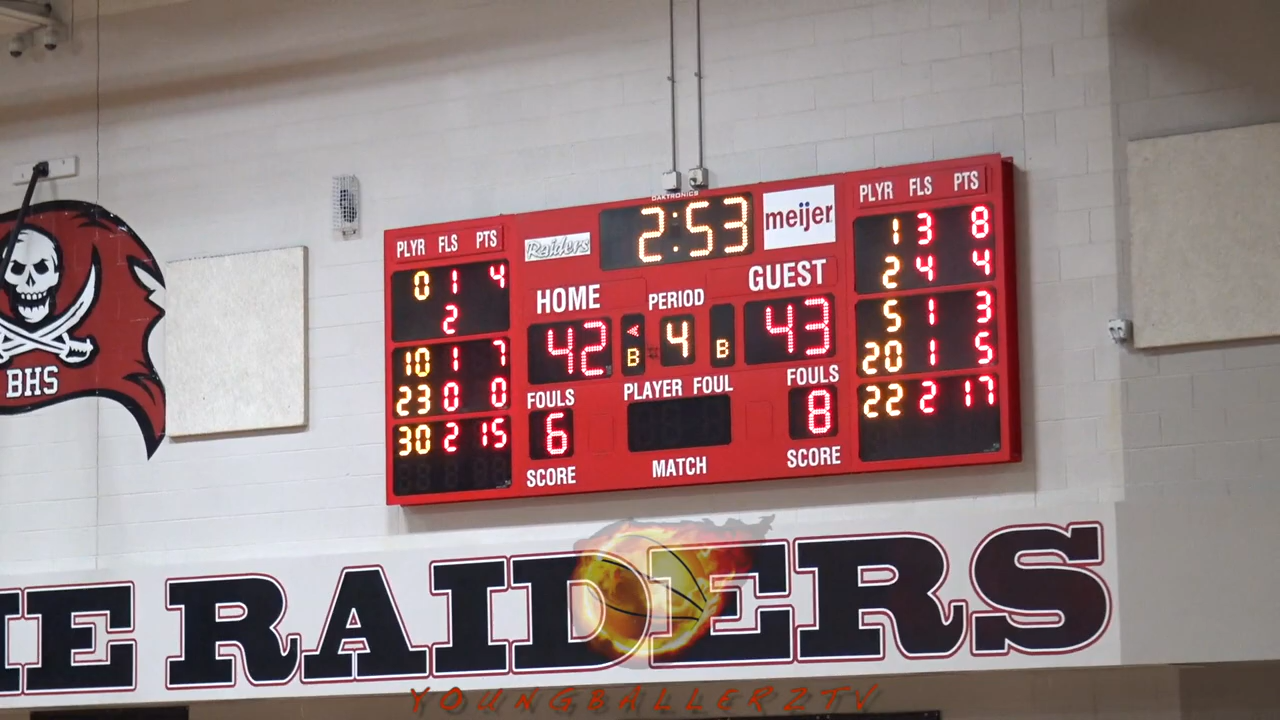 DAKTRONICS
PLYR FLS PTS
0 1 4
2
10 1 7
23 0 0
30 2 15
Raiders
2:53
meijer
HOME
42
PERIOD
4
GUEST
43
B
B
FOULS
6
PLAYER FOUL
FOULS
8
SCORE
MATCH
SCORE
PLYR FLS PTS
1 3 8
2 4 4
5 1 3
20 1 5
22 2 17
BHS
RAIDERS
YOUNGBALLERZTV